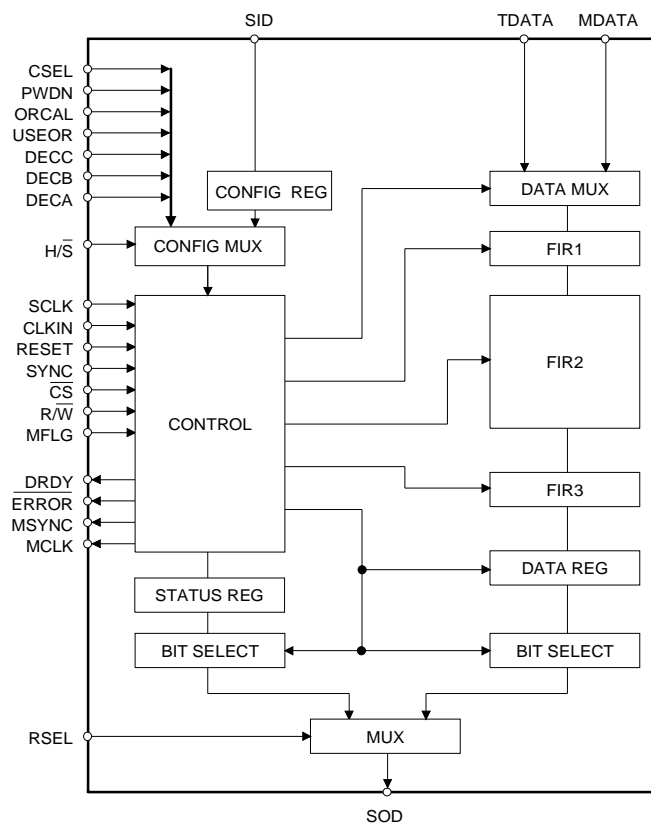 SID
TDATA
MDATA
CSEL
PWDN
ORCAL
USEOR
DECC
DECB
DECA
CONFIG REG
DATA MUX
H/S̅
CONFIG MUX
FIR1
SCLK
CLKIN
RESET
SYNC
C̅S̅
R/W̅
MFLG
CONTROL
FIR2
DRDY
E̅R̅R̅O̅R̅
MSYNC
MCLK
FIR3
STATUS REG
DATA REG
BIT SELECT
BIT SELECT
RSEL
MUX
SOD